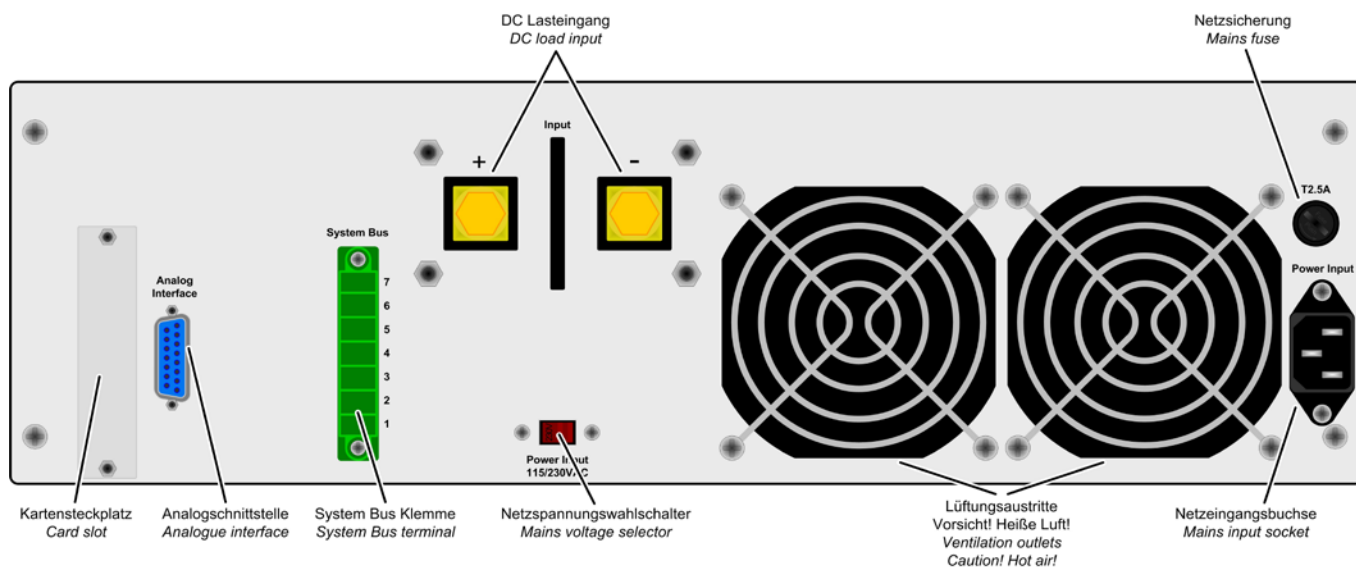 DC Lasteingang
DC load input
Netzsicherung
Mains fuse
Input
+
-
T2.5A
System Bus
Power Input
Analog
Interface
7
6
5
4
3
2
1
Power Input
115/230VAC
Kartensteckplatz
Card slot
Analogschnittstelle
Analogue interface
System Bus Klemme
System Bus terminal
Netzspannungswahlschalter
Mains voltage selector
Lüftungsaustritte
Vorsicht! Heiße Luft!
Ventilation outlets
Caution! Hot air!
Netzeingangsbuchse
Mains input socket